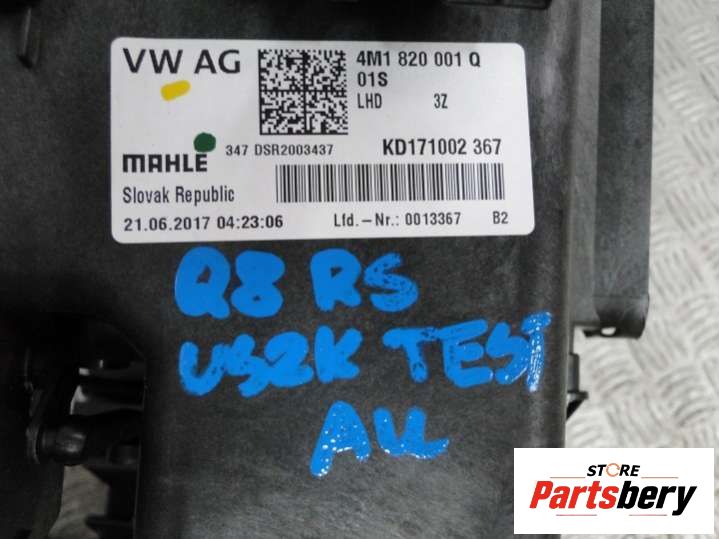 VW AG
4M1 820 001 Q
01S
LHD 3Z
347 DSR2003437
KD171002 367
MAHLE
Slovak Republic
21.06.2017 04:23:06 Lfd.-Nr.: 0013367 B2
Q8 RS
US2K TEST
AU
STORE
Partsbery